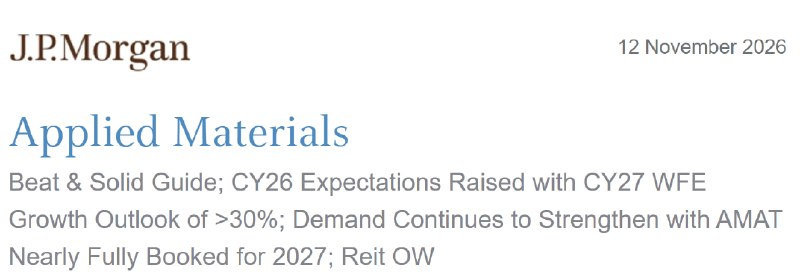 J.P.Morgan
12 November 2026
Applied Materials
Beat & Solid Guide; CY26 Expectations Raised with CY27 WFE
Growth Outlook of >30%; Demand Continues to Strengthen with AMAT
Nearly Fully Booked for 2027; Reit OW